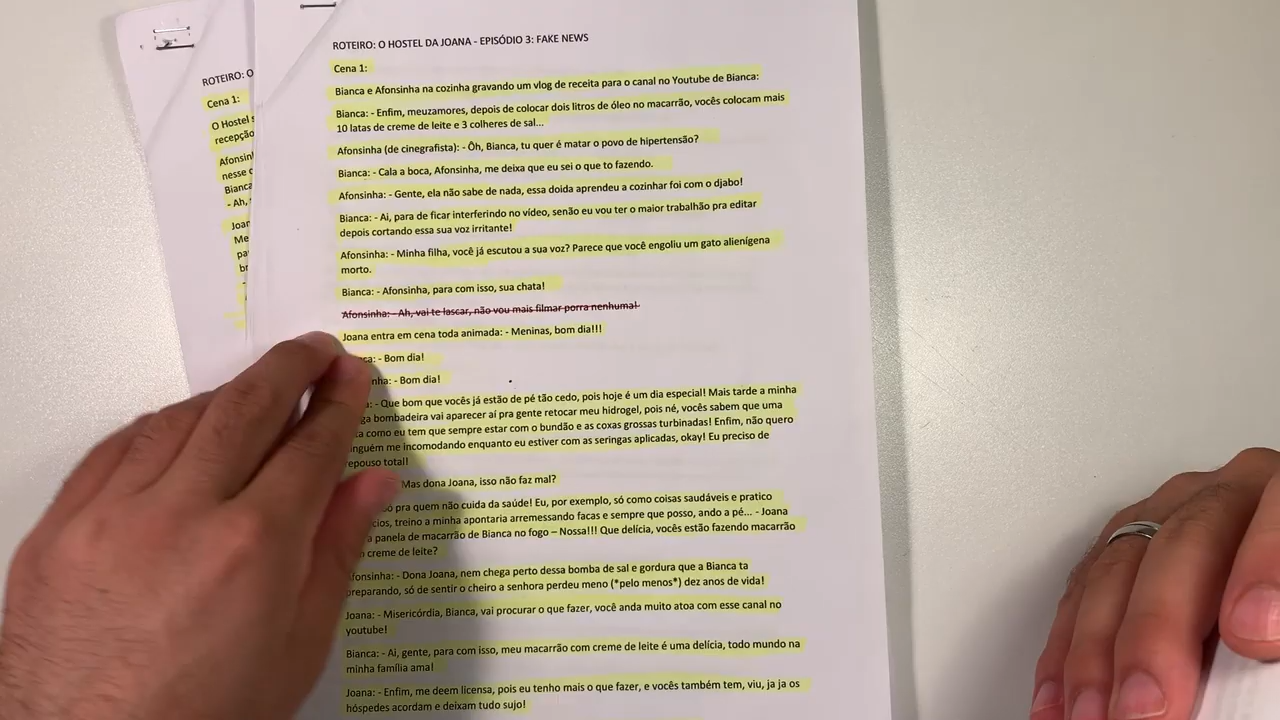 ROTEIRO: O
Cena 1:
O Hostel
recepção
Afonsinh
nesse
Bianca
- Ah,
Joar
Me
pa
br
-
ROTEIRO: O HOSTEL DA JOANA - EPISÓDIO 3: FAKE NEWS
Cena 1:
Bianca e Afonsinha na cozinha gravando um vlog de receita para o canal no Youtube de Bianca:
Bianca: - Enfim, meuzamores, depois de colocar dois litros de óleo no macarrão, vocês colocam mais
10 latas de creme de leite e 3 colheres de sal...
Afonsinha (de cinegrafista): - Ôh, Bianca, tu quer é matar o povo de hipertensão?
Bianca: - Cala a boca, Afonsinha, me deixa que eu sei o que to fazendo.
Afonsinha: - Gente, ela não sabe de nada, essa doida aprendeu a cozinhar foi com o djabo!
Bianca: - Ai, para de ficar interferindo no vídeo, senão eu vou ter o maior trabalhão pra editar
depois cortando essa sua voz irritante!
Afonsinha: - Minha filha, você já escutou a sua voz? Parece que você engoliu um gato alienígena
morto.
Bianca: - Afonsinha, para com isso, sua chata!
Afonsinha: - Ah, vai te lascar, não vou mais filmar porra nenhuma!
Joana entra em cena toda animada: - Meninas, bom dia!!!
ca: - Bom dia!
nha: - Bom dia!
: - Que bom que vocês já estão de pé tão cedo, pois hoje é um dia especial! Mais tarde a minha
ga bombadeira vai aparecer aí pra gente retocar meu hidrogel, pois né, vocês sabem que uma
ta como eu tem que sempre estar com o bundão e as coxas grossas turbinadas! Enfim, não quero
nguém me incomodando enquanto eu estiver com as seringas aplicadas, okay! Eu preciso de
repouso total!
Mas dona Joana, isso não faz mal?
ó pra quem não cuida da saúde! Eu, por exemplo, só como coisas saudáveis e pratico
cios, treino a minha apontaria arremessando facas e sempre que posso, ando a pé... - Joana
a panela de macarrão de Bianca no fogo – Nossa!!! Que delícia, vocês estão fazendo macarrão
creme de leite?
Afonsinha: - Dona Joana, nem chega perto dessa bomba de sal e gordura que a Bianca ta
preparando, só de sentir o cheiro a senhora perdeu meno (*pelo menos*) dez anos de vida!
Joana: - Misericórdia, Bianca, vai procurar o que fazer, você anda muito atoa com esse canal no
youtube!
Bianca: - Ai, gente, para com isso, meu macarrão com creme de leite é uma delícia, todo mundo na
minha família ama!
Joana: - Enfim, me deem licensa, pois eu tenho mais o que fazer, e vocês também tem, viu, ja ja os
hóspedes acordam e deixam tudo sujo!